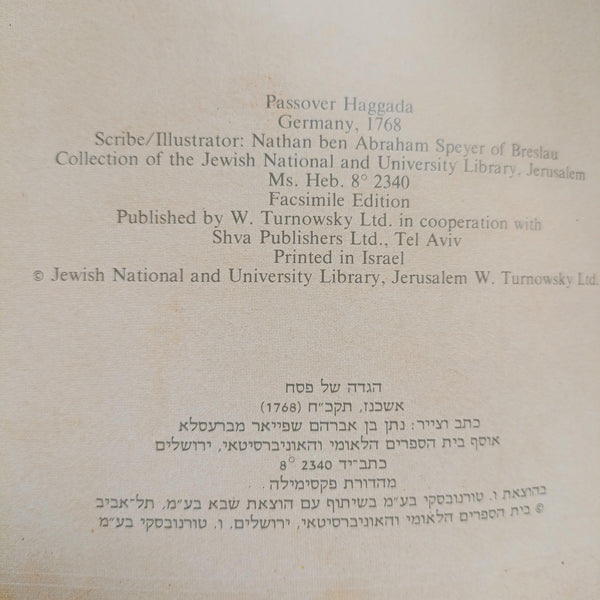 Passover Haggada
Germany, 1768
Scribe/Illustrator: Nathan ben Abraham Speyer of Breslau
Collection of the Jewish National and University Library, Jerusalem
Ms. Heb. 8° 2340
Facsimile Edition
Published by W. Turnowsky Ltd. in cooperation with
Shva Publishers Ltd., Tel Aviv
Printed in Israel
© Jewish National and University Library, Jerusalem W. Turnowsky Ltd.
הגדה של פסח
אשכנז, תקכ״ח (1768)
כתב וצייר: נתן בן אברהם שפייאר מברעסלא
אוסף בית הספרים הלאומי והאוניברסיטאי, ירושלים
כתב־יד 2340 8°
מהדורת פקסימילה
בהוצאת ו. טורנובסקי בע״מ בשיתוף עם הוצאת שבא בע״מ, תל־אביב
© בית הספרים הלאומי והאוניברסיטאי, ירושלים, ו. טורנובסקי בע״מ